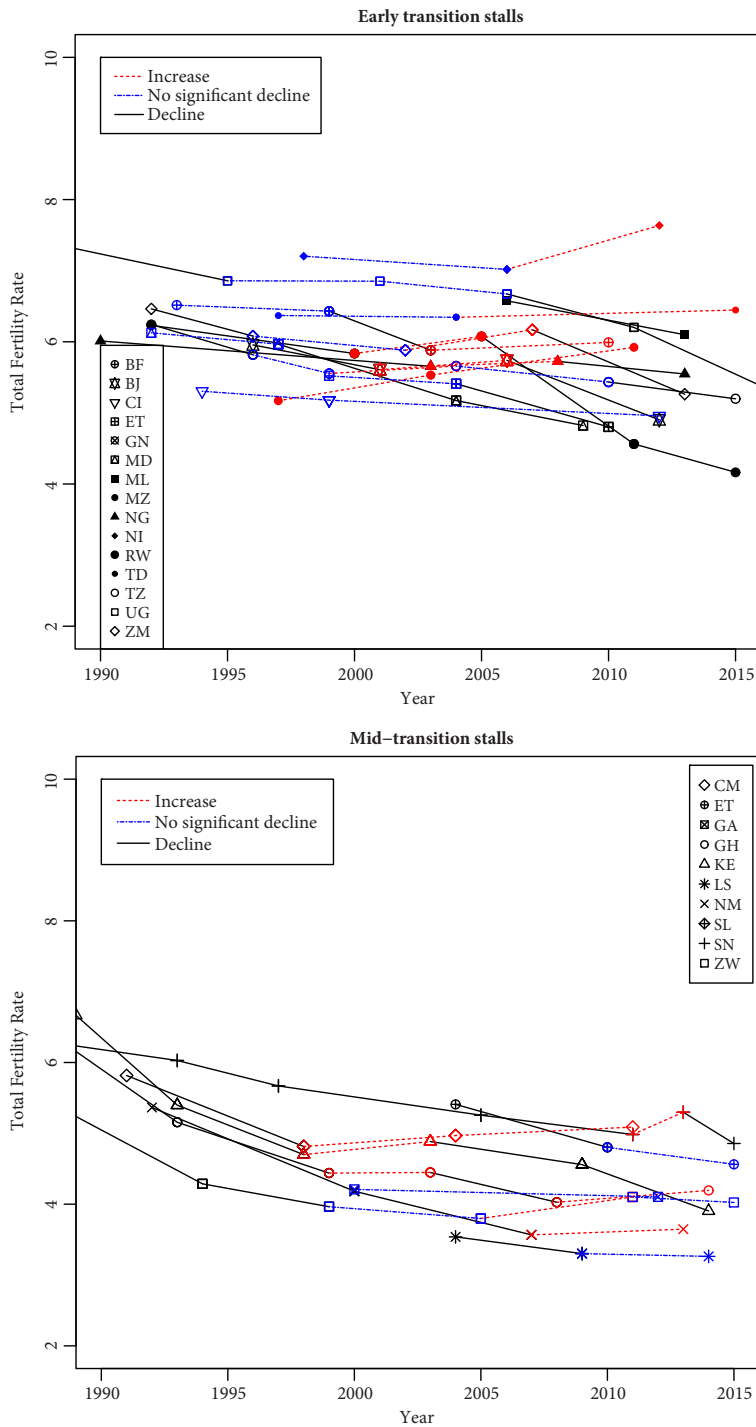 Early transition stalls
10
8
6
4
2
Total Fertility Rate
Increase
No significant decline
Decline
BF
BJ
CI
ET
GN
MD
ML
MZ
NG
NI
RW
TD
TZ
UG
ZM
1990 1995 2000 2005 2010 2015
Year
Mid−transition stalls
10
8
6
4
2
Total Fertility Rate
Increase
No significant decline
Decline
CM
ET
GA
GH
KE
LS
NM
SL
SN
ZW
1990 1995 2000 2005 2010 2015
Year